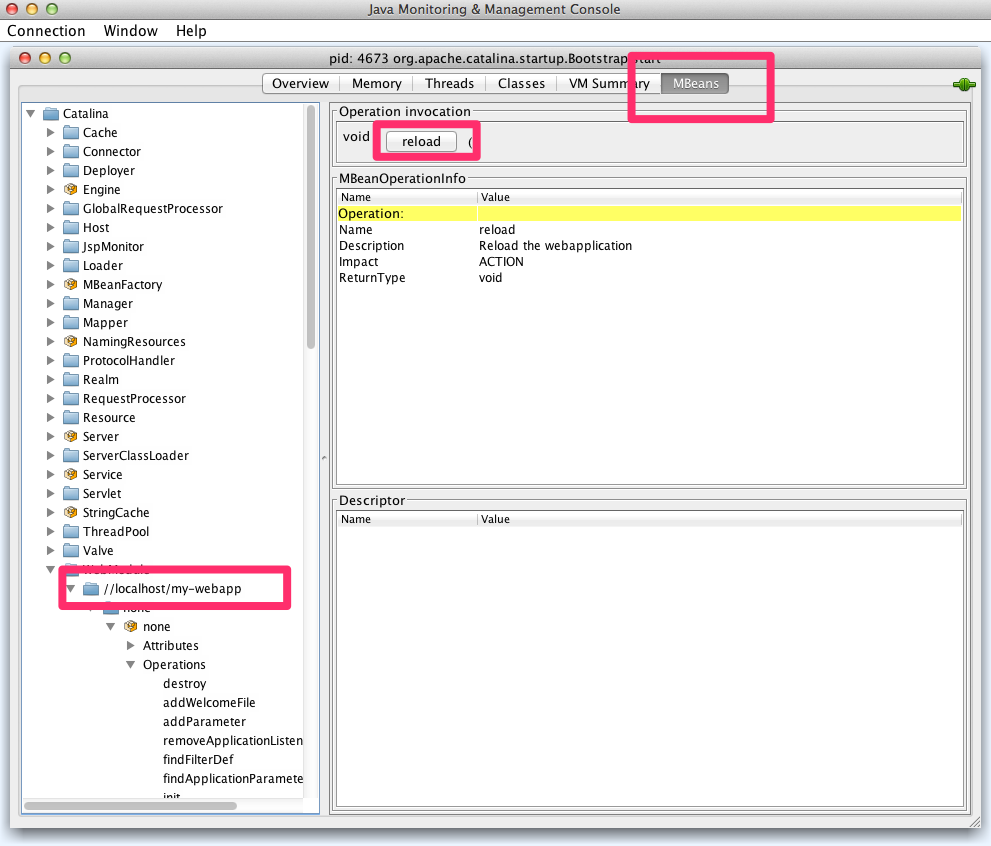 Java Monitoring & Management Console
Connection Window Help
pid: 4673 org.apache.catalina.startup.Bootstrap start
Overview Memory Threads Classes VM Summary MBeans
Catalina
Cache
Connector
Deployer
Engine
GlobalRequestProcessor
Host
JspMonitor
Loader
MBeanFactory
Manager
Mapper
NamingResources
ProtocolHandler
Realm
RequestProcessor
Resource
Server
ServerClassLoader
Service
Servlet
StringCache
ThreadPool
Valve
WebModule
//localhost/my-webapp
none
none
Attributes
Operations
destroy
addWelcomeFile
addParameter
removeApplicationListen
findFilterDef
findApplicationParamete
init
Operation invocation
void reload (
MBeanOperationInfo
Name Value
Operation:
Name reload
Description Reload the webapplication
Impact ACTION
ReturnType void
Descriptor
Name Value